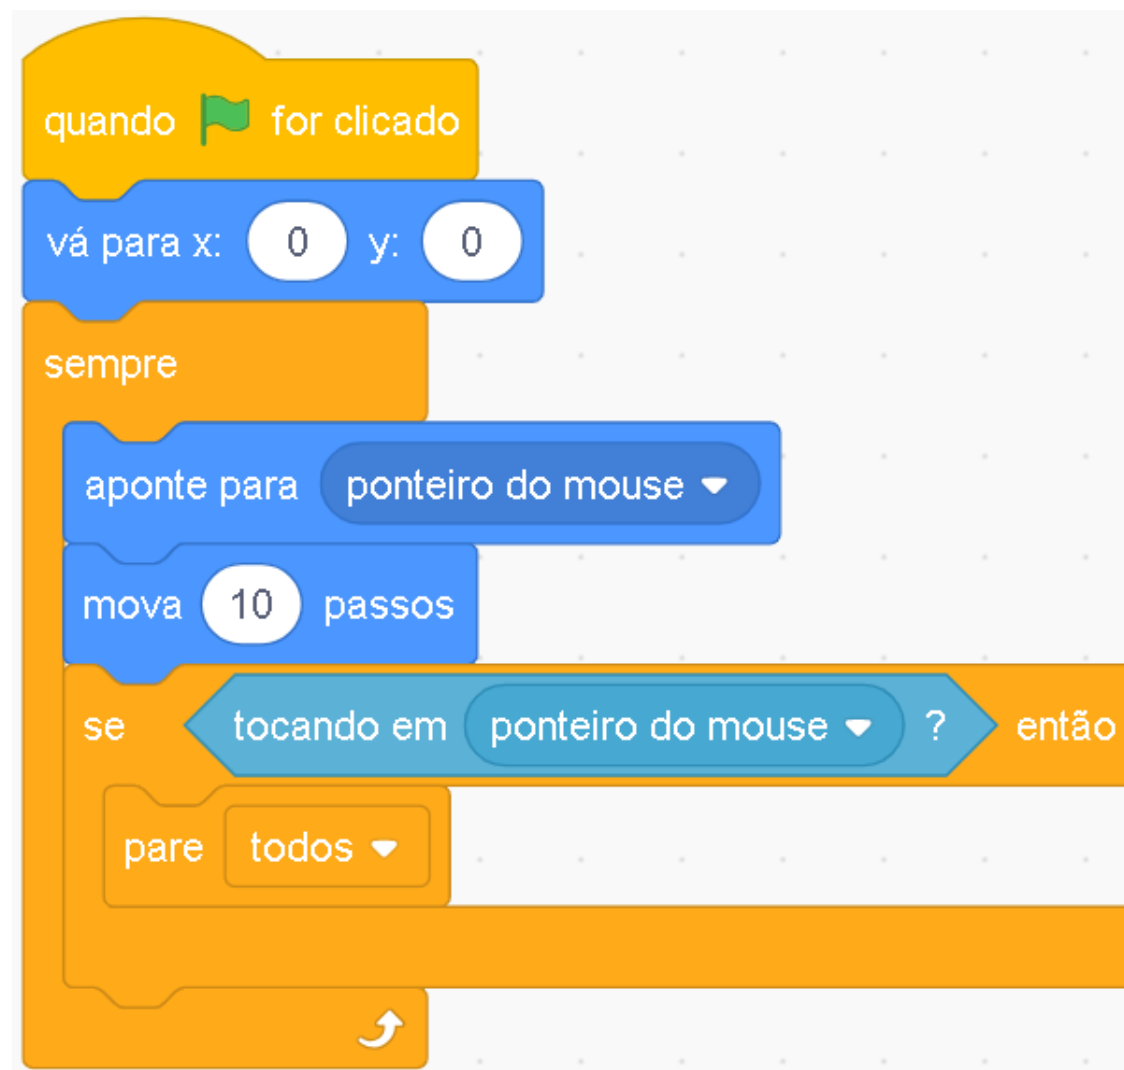 quando for clicado
vá para x: 0 y: 0
sempre
aponte para ponteiro do mouse
mova 10 passos
se tocando em ponteiro do mouse ? então
pare todos